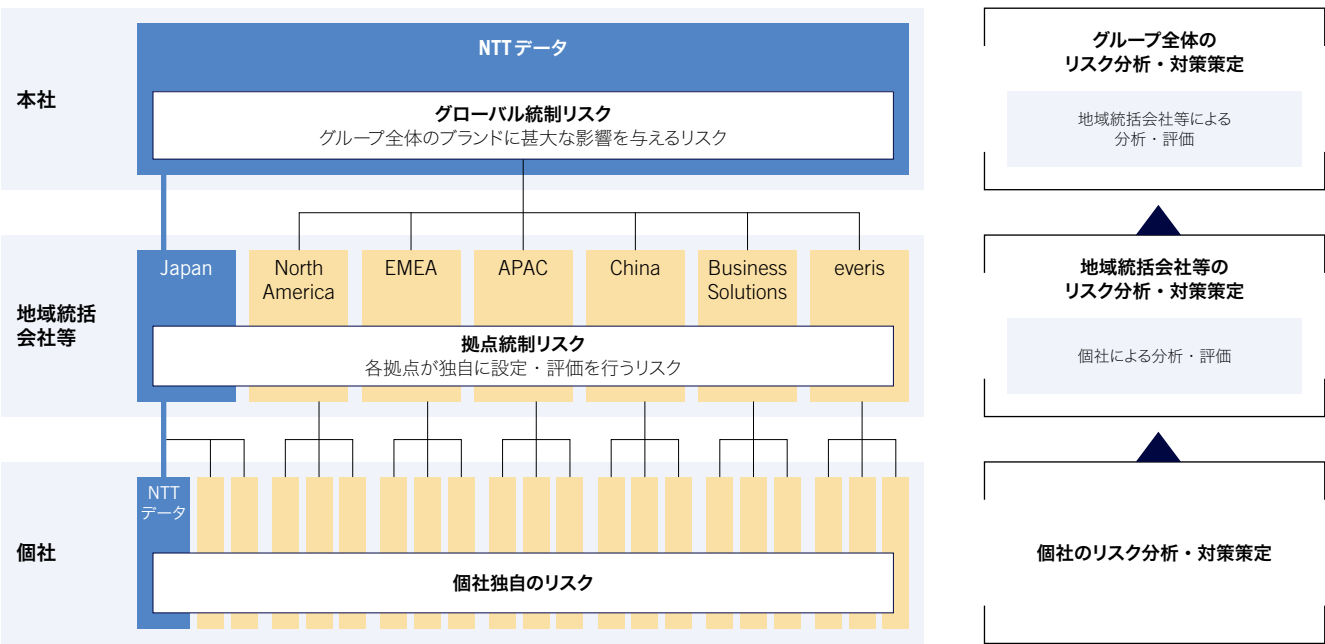 本社
NTTデータ
グローバル統制リスク
グループ全体のブランドに甚大な影響を与えるリスク
グループ全体の
リスク分析・対策策定
地域統括会社等による
分析・評価
地域統括
会社等
Japan
North
America
EMEA
APAC
China
Business
Solutions
everis
拠点統制リスク
各拠点が独自に設定・評価を行うリスク
地域統括会社等の
リスク分析・対策策定
個社による分析・評価
個社
NTT
データ
個社独自のリスク
個社のリスク分析・対策策定